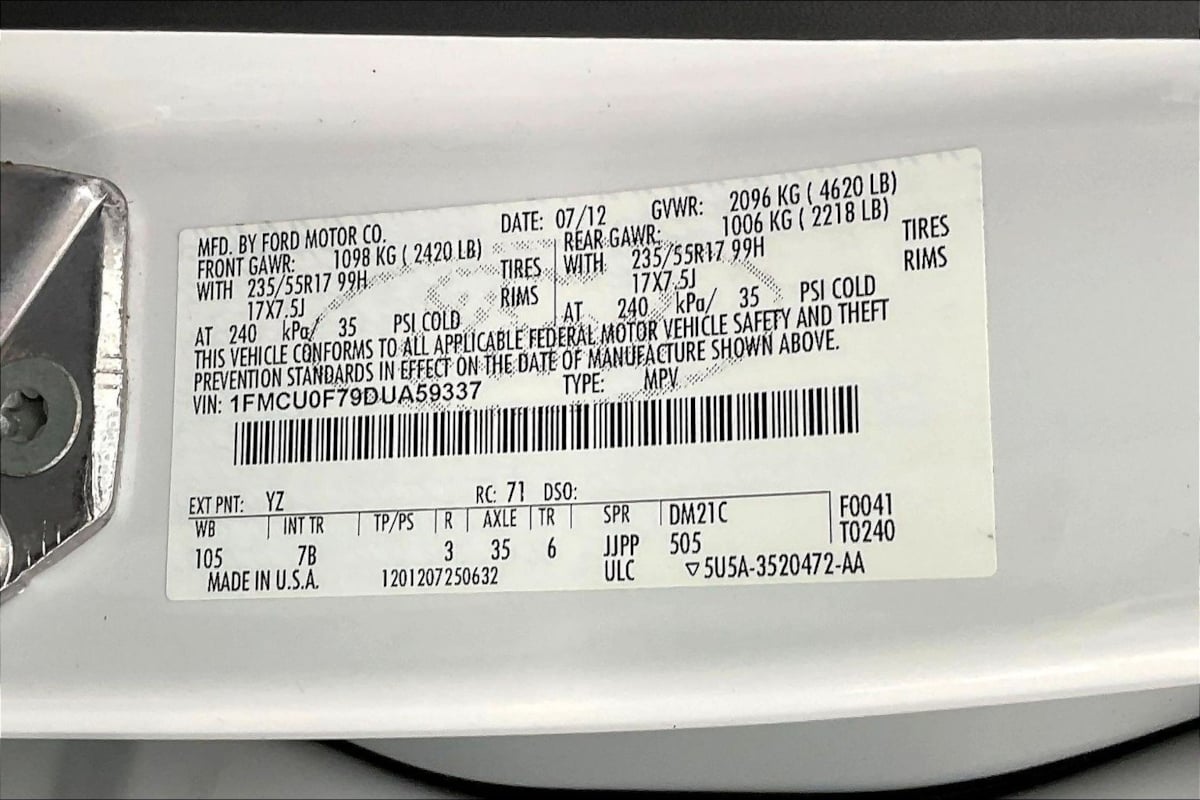 MFD. BY FORD MOTOR CO. DATE: 07/12 GVWR: 2096 KG ( 4620 LB)
FRONT GAWR: 1098 KG ( 2420 LB) REAR GAWR: 1006 KG ( 2218 LB)
WITH 235/55R17 99H TIRES WITH 235/55R17 99H TIRES
17X7.5J RIMS 17X7.5J RIMS
AT 240 kPa/ 35 PSI COLD AT 240 kPa/ 35 PSI COLD
THIS VEHICLE CONFORMS TO ALL APPLICABLE FEDERAL MOTOR VEHICLE SAFETY AND THEFT
PREVENTION STANDARDS IN EFFECT ON THE DATE OF MANUFACTURE SHOWN ABOVE.
VIN: 1FMCU0F79DUA59337 TYPE: MPV
EXT PNT: YZ RC: 71 DSO:
WB INT TR TP/PS R AXLE TR SPR DM21C F0041
105 7B 3 35 6 JJPP 505 T0240
MADE IN U.S.A. 1201207250632 ULC ▽5U5A-3520472-AA